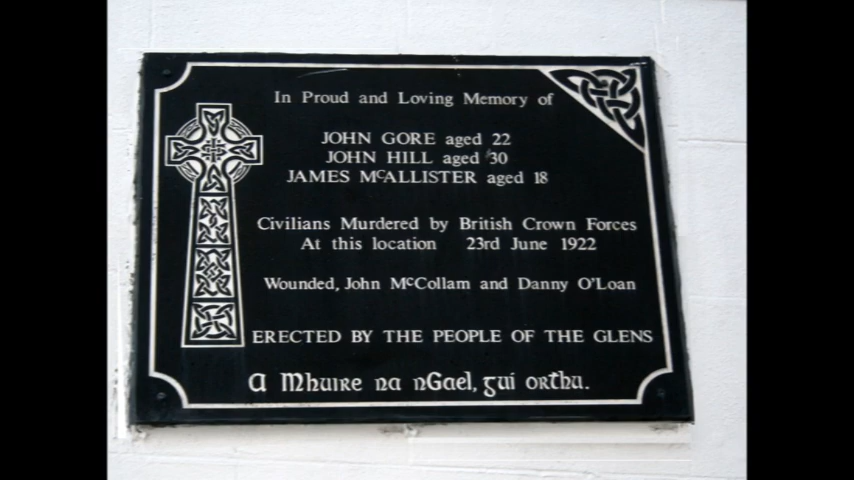 In Proud and Loving Memory of
JOHN GORE aged 22
JOHN HILL aged 30
JAMES McALLISTER aged 18
Civilians Murdered by British Crown Forces
At this location 23rd June 1922
Wounded, John McCollam and Danny O'Loan
ERECTED BY THE PEOPLE OF THE GLENS
A Mhuire na nGael, gui orthu.